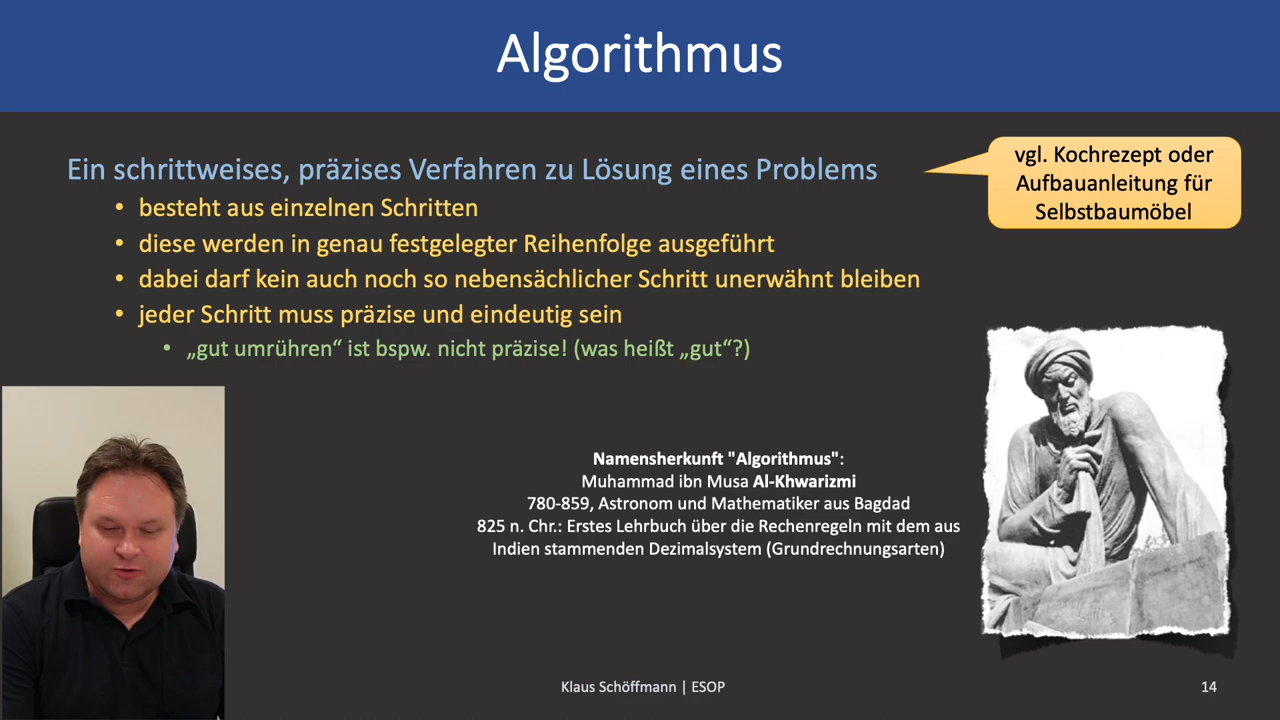 Algorithmus
Ein schrittweises, präzises Verfahren zu Lösung eines Problems
vgl. Kochrezept oder
Aufbauanleitung für
Selbstbaumöbel
• besteht aus einzelnen Schritten
• diese werden in genau festgelegter Reihenfolge ausgeführt
• dabei darf kein auch noch so nebensächlicher Schritt unerwähnt bleiben
• jeder Schritt muss präzise und eindeutig sein
• „gut umrühren“ ist bspw. nicht präzise! (was heißt „gut“?)
Namensherkunft "Algorithmus":
Muhammad ibn Musa Al-Khwarizmi
780-859, Astronom und Mathematiker aus Bagdad
825 n. Chr.: Erstes Lehrbuch über die Rechenregeln mit dem aus
Indien stammenden Dezimalsystem (Grundrechnungsarten)
Klaus Schöffmann | ESOP
14